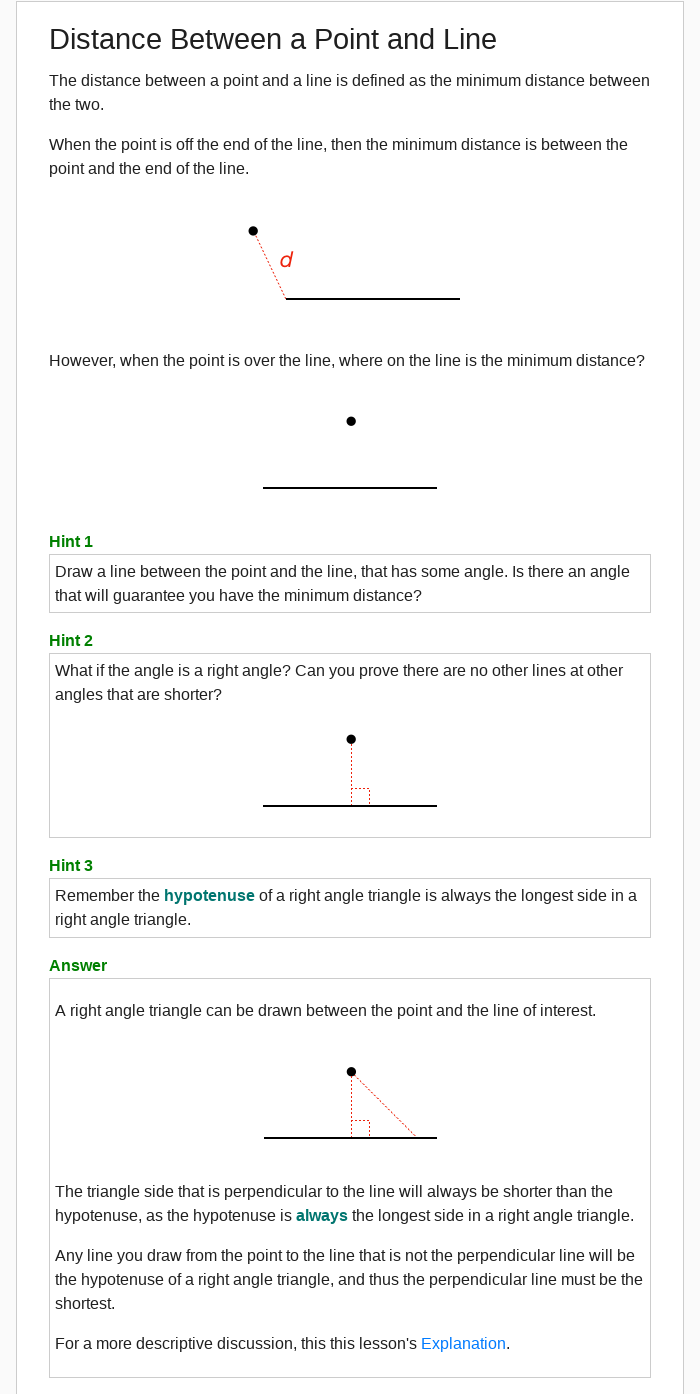 Distance Between a Point and Line
The distance between a point and a line is defined as the minimum distance between
the two.
When the point is off the end of the line, then the minimum distance is between the
point and the end of the line.
d
However, when the point is over the line, where on the line is the minimum distance?
Hint 1
Draw a line between the point and the line, that has some angle. Is there an angle
that will guarantee you have the minimum distance?
Hint 2
What if the angle is a right angle? Can you prove there are no other lines at other
angles that are shorter?
Hint 3
Remember the hypotenuse of a right angle triangle is always the longest side in a
right angle triangle.
Answer
A right angle triangle can be drawn between the point and the line of interest.
The triangle side that is perpendicular to the line will always be shorter than the
hypotenuse, as the hypotenuse is always the longest side in a right angle triangle.
Any line you draw from the point to the line that is not the perpendicular line will be
the hypotenuse of a right angle triangle, and thus the perpendicular line must be the
shortest.
For a more descriptive discussion, this this lesson's Explanation.